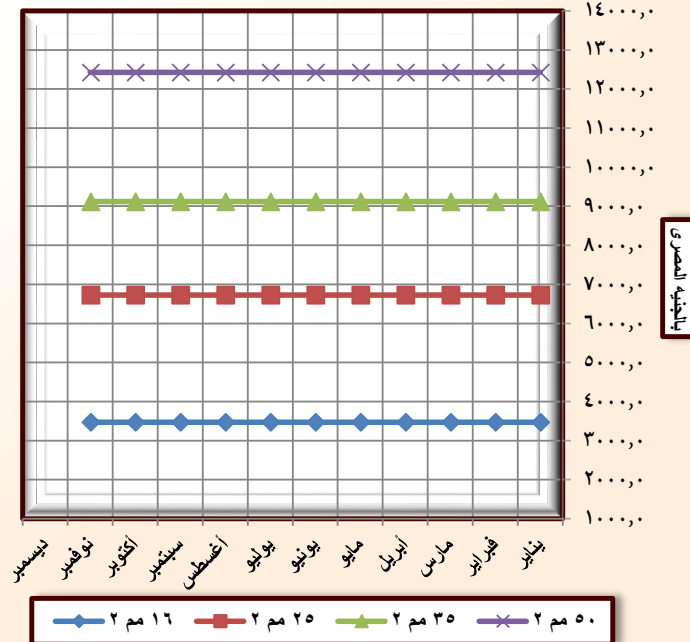 ١٤٠٠٠,٠
١٣٠٠٠,٠
١٢٠٠٠,٠
١١٠٠٠,٠
١٠٠٠٠,٠
٩٠٠٠,٠
٨٠٠٠,٠
٧٠٠٠,٠
٦٠٠٠,٠
٥٠٠٠,٠
٤٠٠٠,٠
٣٠٠٠,٠
٢٠٠٠,٠
١٠٠٠,٠
بالجنيه المصرى
يناير
فبراير
مارس
أبريل
مايو
يونيو
يوليو
أغسطس
سبتمبر
أكتوبر
نوفمبر
ديسمبر
٥٠ مم ٢
٣٥ مم ٢
٢٥ مم ٢
١٦ مم ٢